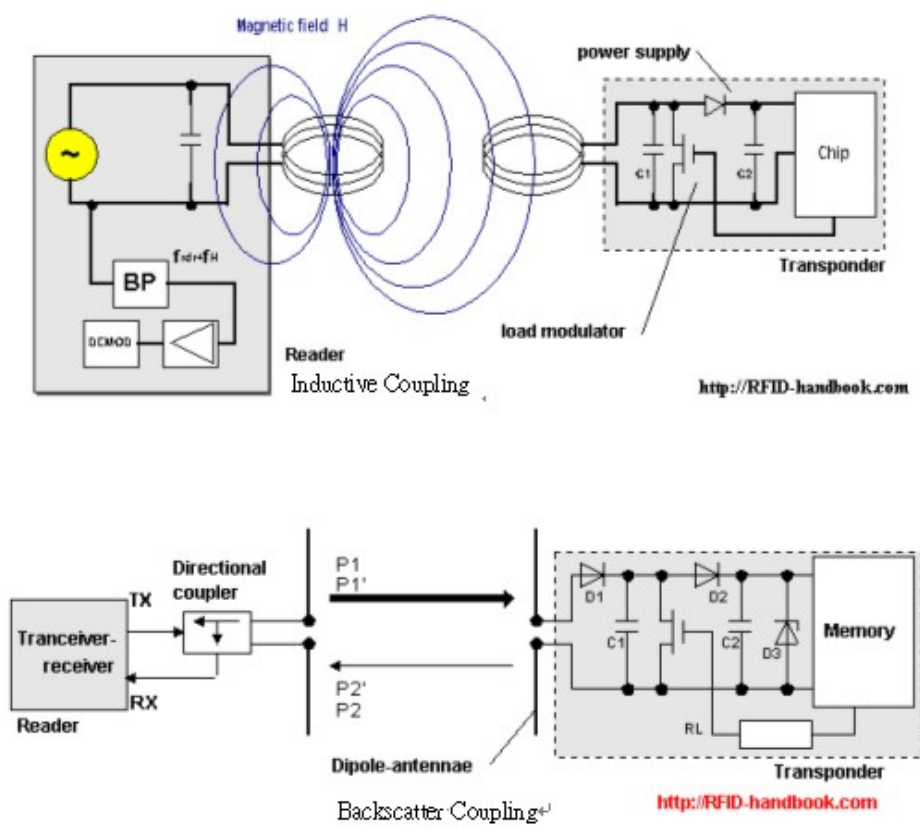 Magnetic field H
power supply
~
C1
C2
Chip
Transponder
BP
DEMOD
load modulator
Reader
Inductive Coupling
http://RFID-handbook.com
Directional
coupler
TX
Tranceiver-
receiver
RX
Reader
P1
P1'
P2'
P2
Dipole-antennae
D1
D2
C1
C2
D3
Memory
RL
Transponder
Backscatter Coupling↵
http://RFID-handbook.com